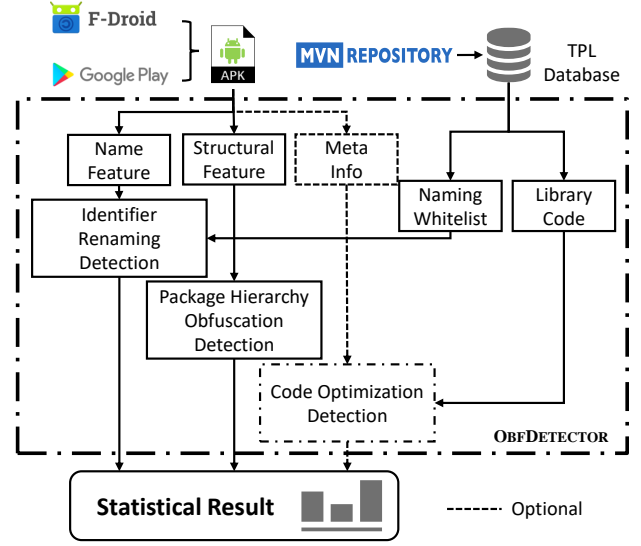 F-Droid
Google Play
APK
MVN REPOSITORY
TPL
Database
Name
Feature
Structural
Feature
Meta
Info
Naming
Whitelist
Library
Code
Identifier
Renaming
Detection
Package Hierarchy
Obfuscation
Detection
Code Optimization
Detection
OBFDETECTOR
Statistical Result
Optional